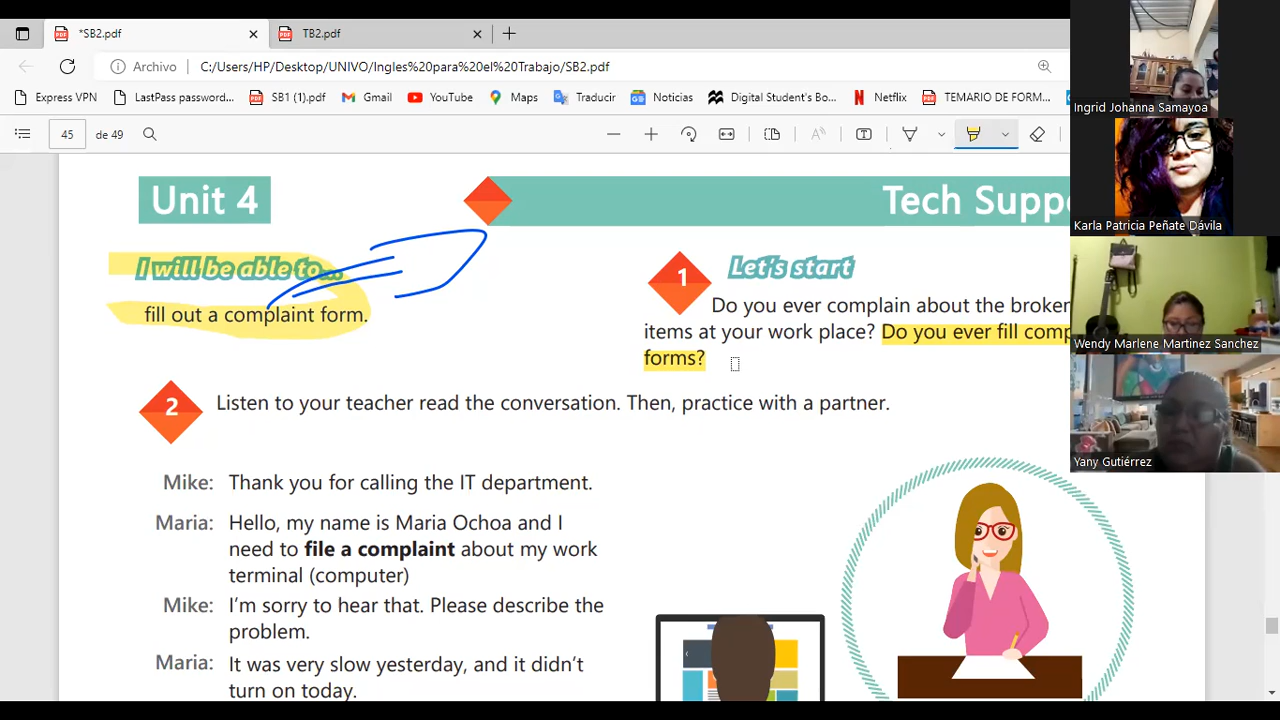 *SB2.pdf
TB2.pdf
Archivo
C:/Users/HP/Desktop/UNIVO/Ingles%20para%20el%20Trabajo/SB2.pdf
Express VPN
LastPass password...
SB1 (1).pdf
Gmail
YouTube
Maps
Traducir
Noticias
Digital Student's Bo...
Netflix
TEMARIO DE FORM...
45
de 49
Unit 4
Tech Supp
I will be able to...
fill out a complaint form.
1
Let's start
Do you ever complain about the broken
items at your work place? Do you ever fill comp
forms?
2
Listen to your teacher read the conversation. Then, practice with a partner.
Mike: Thank you for calling the IT department.
Maria: Hello, my name is Maria Ochoa and I
need to file a complaint about my work
terminal (computer)
Mike: I'm sorry to hear that. Please describe the
problem.
Maria: It was very slow yesterday, and it didn't
turn on today.
Ingrid Johanna Samayoa
Karla Patricia Peñate Dávila
Wendy Marlene Martinez Sanchez
Yany Gutiérrez